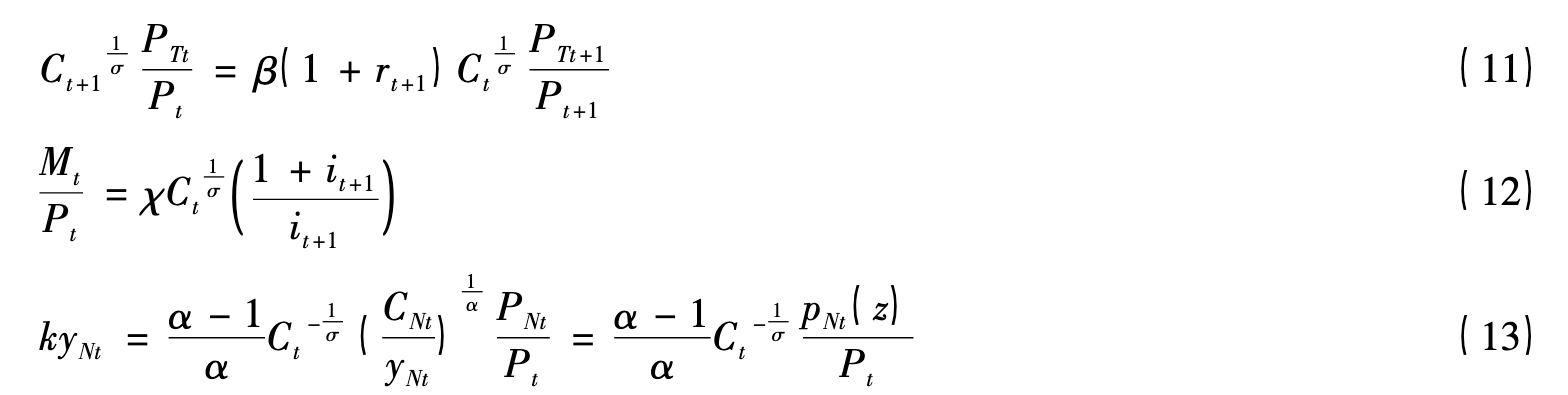 $C_{t+1}^{\frac{1}{\sigma}} \frac{P_{Tt}}{P_t} = \beta(1 + r_{t+1}) C_t^{\frac{1}{\sigma}} \frac{P_{Tt+1}}{P_{t+1}}$ (11)
$\frac{M_t}{P_t} = \chi C_t^{\frac{1}{\sigma}} \left( \frac{1 + i_{t+1}}{i_{t+1}} \right)$ (12)
$ky_{Nt} = \frac{\alpha - 1}{\alpha} C_t^{-\frac{1}{\sigma}} (\frac{C_{Nt}}{y_{Nt}})^{\frac{1}{\alpha}} \frac{P_{Nt}}{P_t} = \frac{\alpha - 1}{\alpha} C_t^{-\frac{1}{\sigma}} \frac{p_{Nt}(z)}{P_t}$ (13)